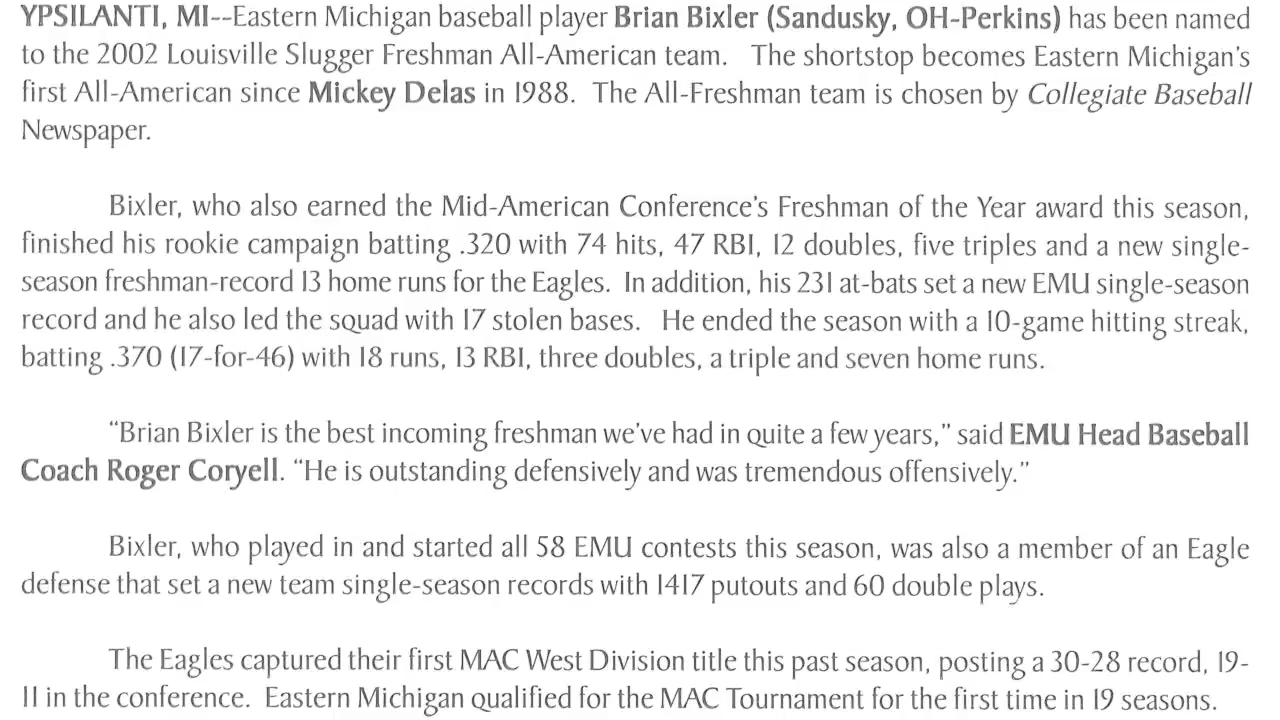 YPSILANTI, MI--Eastern Michigan baseball player Brian Bixler (Sandusky, OH-Perkins) has been named
to the 2002 Louisville Slugger Freshman All-American team. The shortstop becomes Eastern Michigan's
first All-American since Mickey Delas in 1988. The All-Freshman team is chosen by Collegiate Baseball
Newspaper.
Bixler, who also earned the Mid-American Conference's Freshman of the Year award this season,
finished his rookie campaign batting .320 with 74 hits, 47 RBI, 12 doubles, five triples and a new single-
season freshman-record 13 home runs for the Eagles. In addition, his 231 at-bats set a new EMU single-season
record and he also led the squad with 17 stolen bases. He ended the season with a 10-game hitting streak,
batting .370 (17-for-46) with 18 runs, 13 RBI, three doubles, a triple and seven home runs.
“Brian Bixler is the best incoming freshman we've had in quite a few years,” said EMU Head Baseball
Coach Roger Coryell. “He is outstanding defensively and was tremendous offensively.”
Bixler, who played in and started all 58 EMU contests this season, was also a member of an Eagle
defense that set a new team single-season records with 1417 putouts and 60 double plays.
The Eagles captured their first MAC West Division title this past season, posting a 30-28 record, 19-
11 in the conference. Eastern Michigan qualified for the MAC Tournament for the first time in 19 seasons.